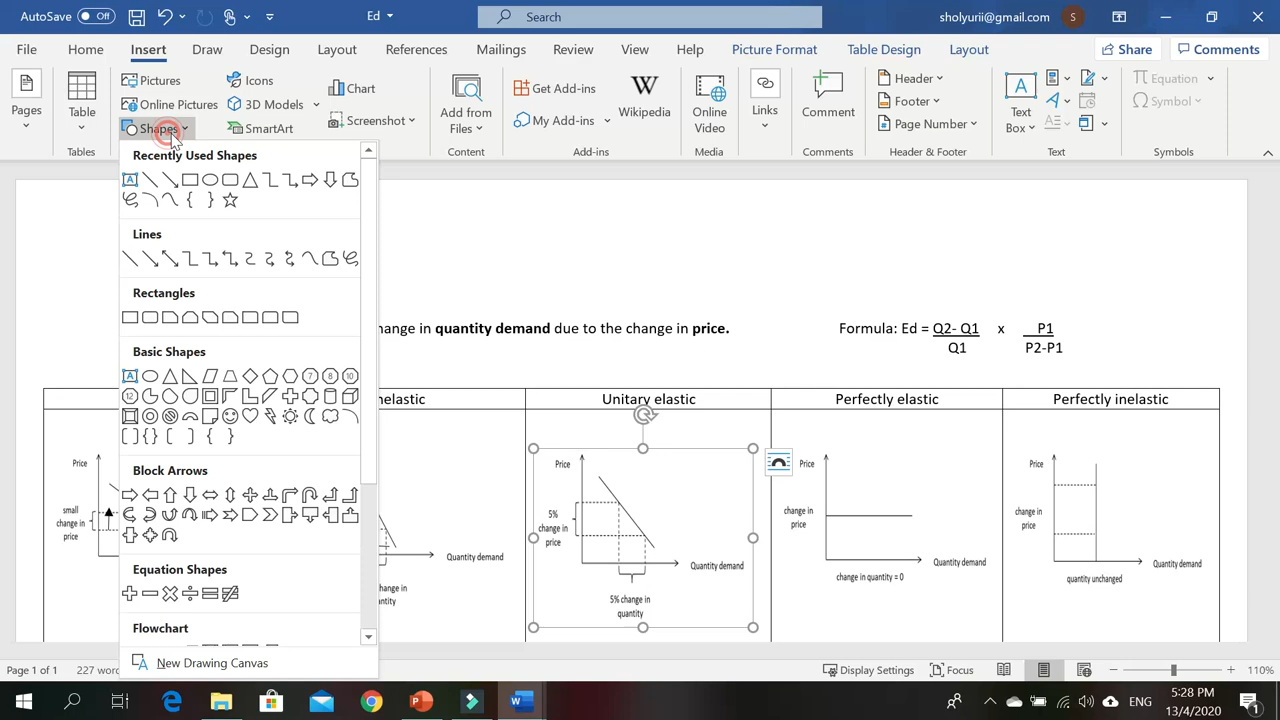 AutoSave Off Ed Search sholyurii@gmail.com S
File Home Insert Draw Design Layout References Mailings Review View Help Picture Format Table Design Layout Share Comments
Pages
Table
Tables
Pictures
Online Pictures
Shapes
Icons
3D Models
SmartArt
Chart
Screenshot
Add from
Files
Content
Get Add-ins
My Add-ins
Add-ins
W
Wikipedia
Online
Video
Media
Links
Comment
Comments
Header
Footer
Page Number
Header & Footer
A
Text
Box
Text
Equation
Symbol
Symbols
Recently Used Shapes
Lines
Rectangles
Basic Shapes
7 8 10
12
Block Arrows
Equation Shapes
Flowchart
New Drawing Canvas
hange in quantity demand due to the change in price. Formula: Ed = Q2- Q1 x P1
Q1 P2-P1
nelastic Unitary elastic Perfectly elastic Perfectly inelastic
Price
small
change in
price
Quantity demand
Price
5%
change in
price
Quantity demand
5% change in
quantity
Price
change in
price
Quantity demand
change in quantity = 0
Price
change in
price
Quantity demand
quantity unchanged
Page 1 of 1 227 word Display Settings Focus 110%
ENG 5:28 PM
13/4/2020 1